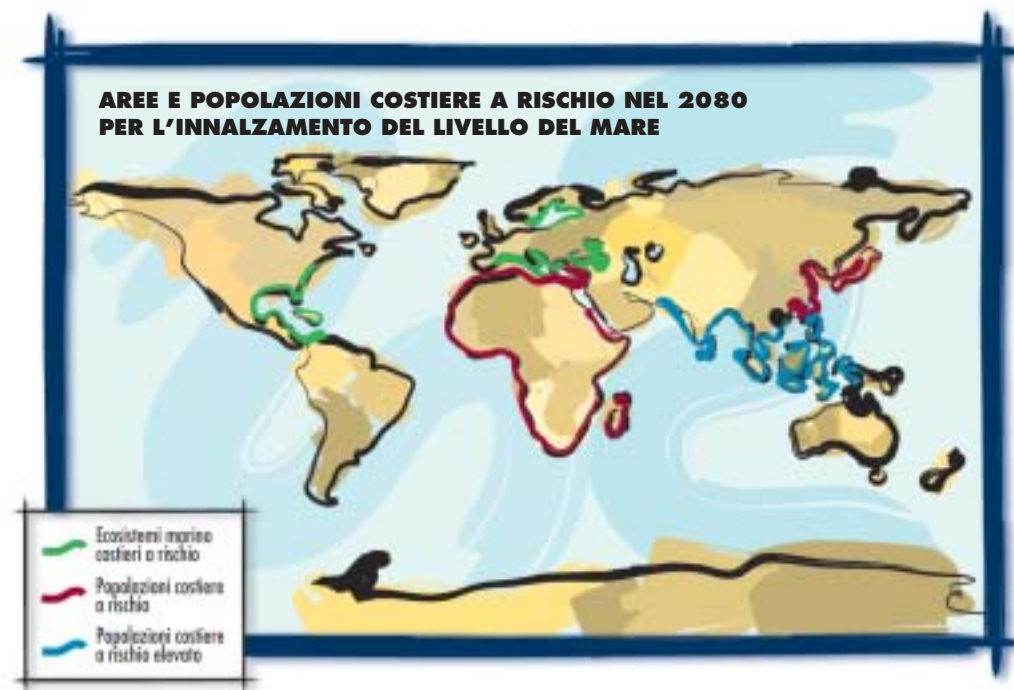 AREE E POPOLAZIONI COSTIERE A RISCHIO NEL 2080
PER L'INNALZAMENTO DEL LIVELLO DEL MARE
Ecosistemi marino
costieri a rischio
Popolazioni costiere
a rischio
Popolazioni costiere
a rischio elevato